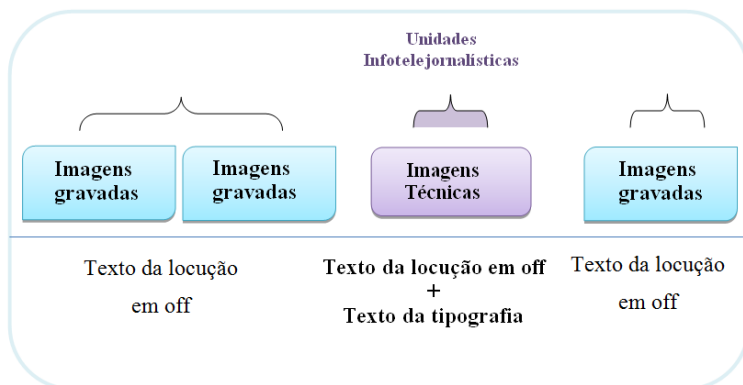 Unidades
Infotelejornalísticas
Imagens
gravadas
Imagens
gravadas
Imagens
Técnicas
Imagens
gravadas
Texto da locução
em off
Texto da locução em off
+
Texto da tipografia
Texto da locução
em off